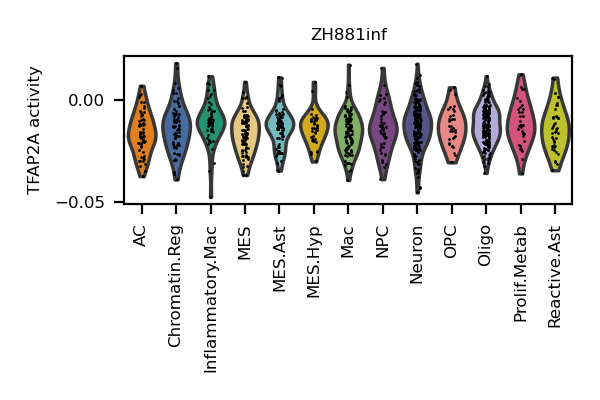 ZH881inf
TFAP2A activity
0.00
−0.05
AC
Chromatin.Reg
Inflammatory.Mac
MES
MES.Ast
MES.Hyp
Mac
NPC
Neuron
OPC
Oligo
Prolif.Metab
Reactive.Ast